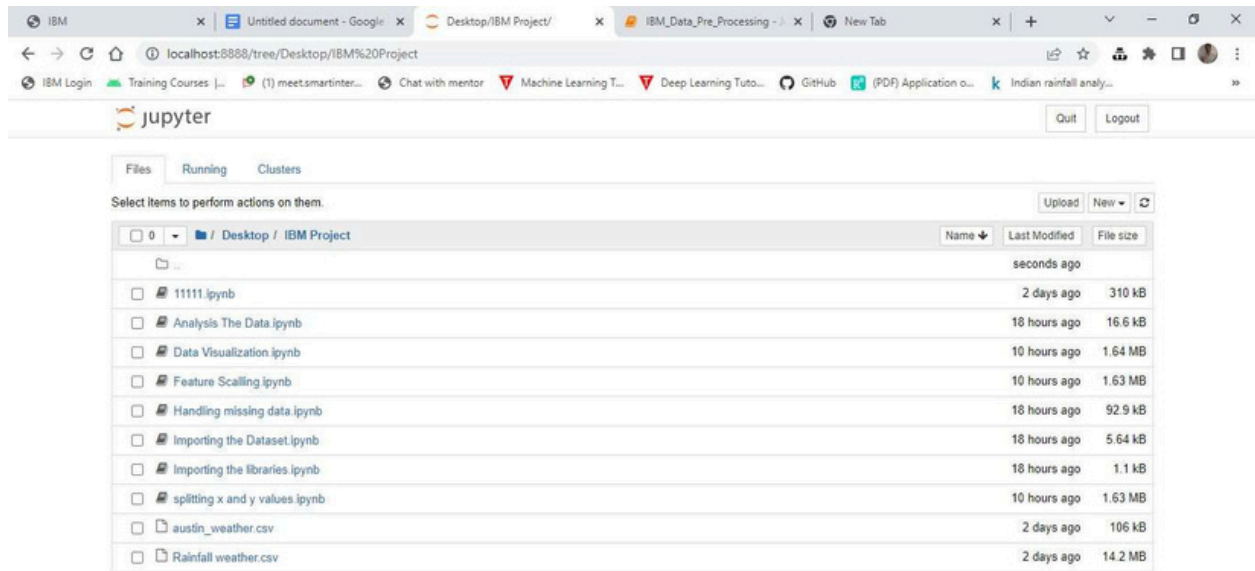 IBM
Untitled document - Google
Desktop/IBM Project/
IBM_Data_Pre_Processing - J
New Tab
localhost:8888/tree/Desktop/IBM%20Project
IBM Login
Training Courses |...
(1) meet.smartinter...
Chat with mentor
Machine Learning T...
Deep Learning Tuto...
GitHub
(PDF) Application o...
Indian rainfall analy...
»
jupyter
Quit Logout
Files Running Clusters
Select items to perform actions on them.
Upload New
0 / Desktop / IBM Project
Name Last Modified File size
.. seconds ago
11111.ipynb 2 days ago 310 kB
Analysis The Data.ipynb 18 hours ago 16.6 kB
Data Visualization.ipynb 10 hours ago 1.64 MB
Feature Scalling.ipynb 10 hours ago 1.63 MB
Handling missing data.ipynb 18 hours ago 92.9 kB
Importing the Dataset.ipynb 18 hours ago 5.64 kB
Importing the libraries.ipynb 18 hours ago 1.1 kB
splitting x and y values.ipynb 10 hours ago 1.63 MB
austin_weather.csv 2 days ago 106 kB
Rainfall weather.csv 2 days ago 14.2 MB